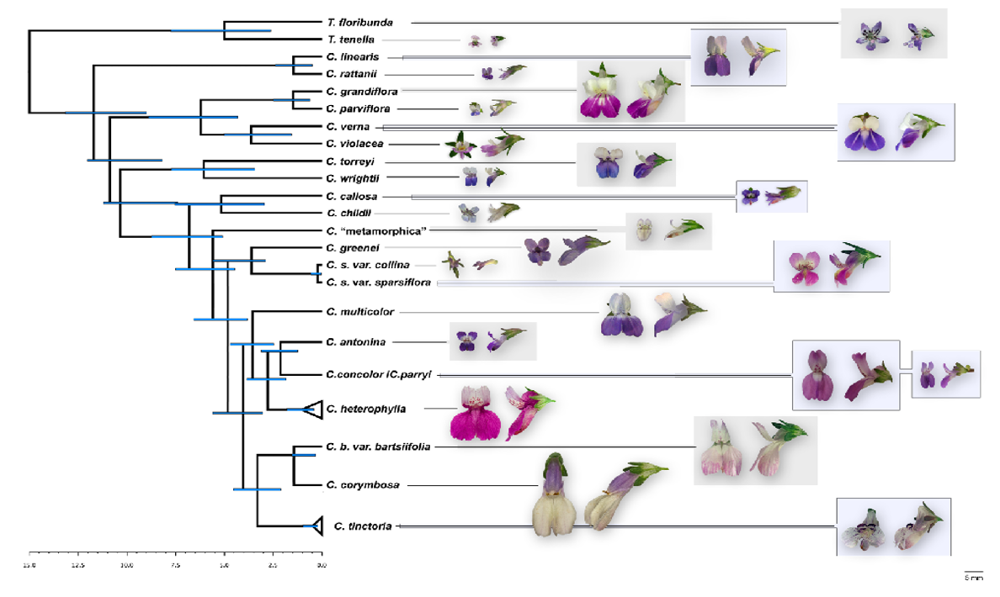 T. floribunda
T. tenella
C. linearis
C. rattanii
C. grandiflora
C. parviflora
C. verna
C. violacea
C. torreyi
C. wrightii
C. callosa
C. childii
C. “metamorphica”
C. greenei
C. s. var. collina
C. s. var. sparsiflora
C. multicolor
C. antonina
C.concolor iC.parryi
C. heterophylla
C. b. var. bartsiifolia
C. corymbosa
C. tinctoria
15.0 12.5 10.0 7.5 5.0 2.5 0.0
5 mm